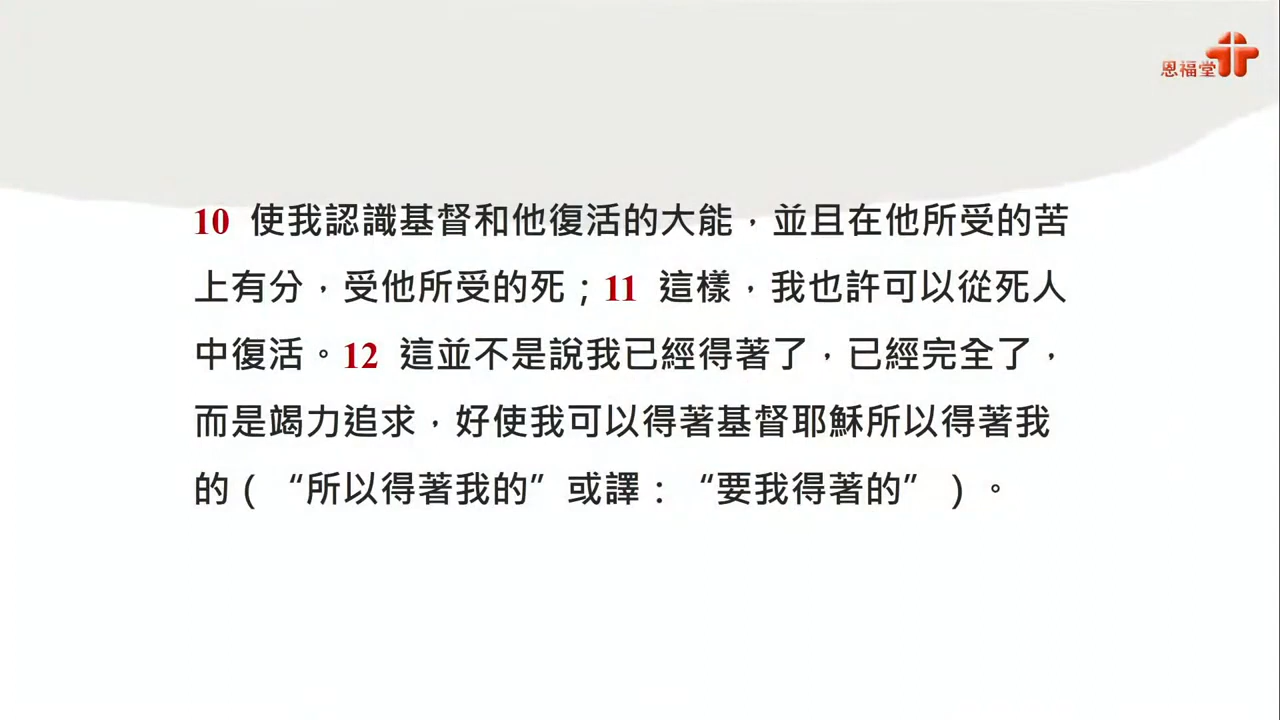 恩福堂
10 使我認識基督和他復活的大能，並且在他所受的苦
上有分，受他所受的死；11 這樣，我也許可以從死人
中復活。12 這並不是說我已經得著了，已經完全了，
而是竭力追求，好使我可以得著基督耶穌所以得著我
的（“所以得著我的”或譯：“要我得著的”）。